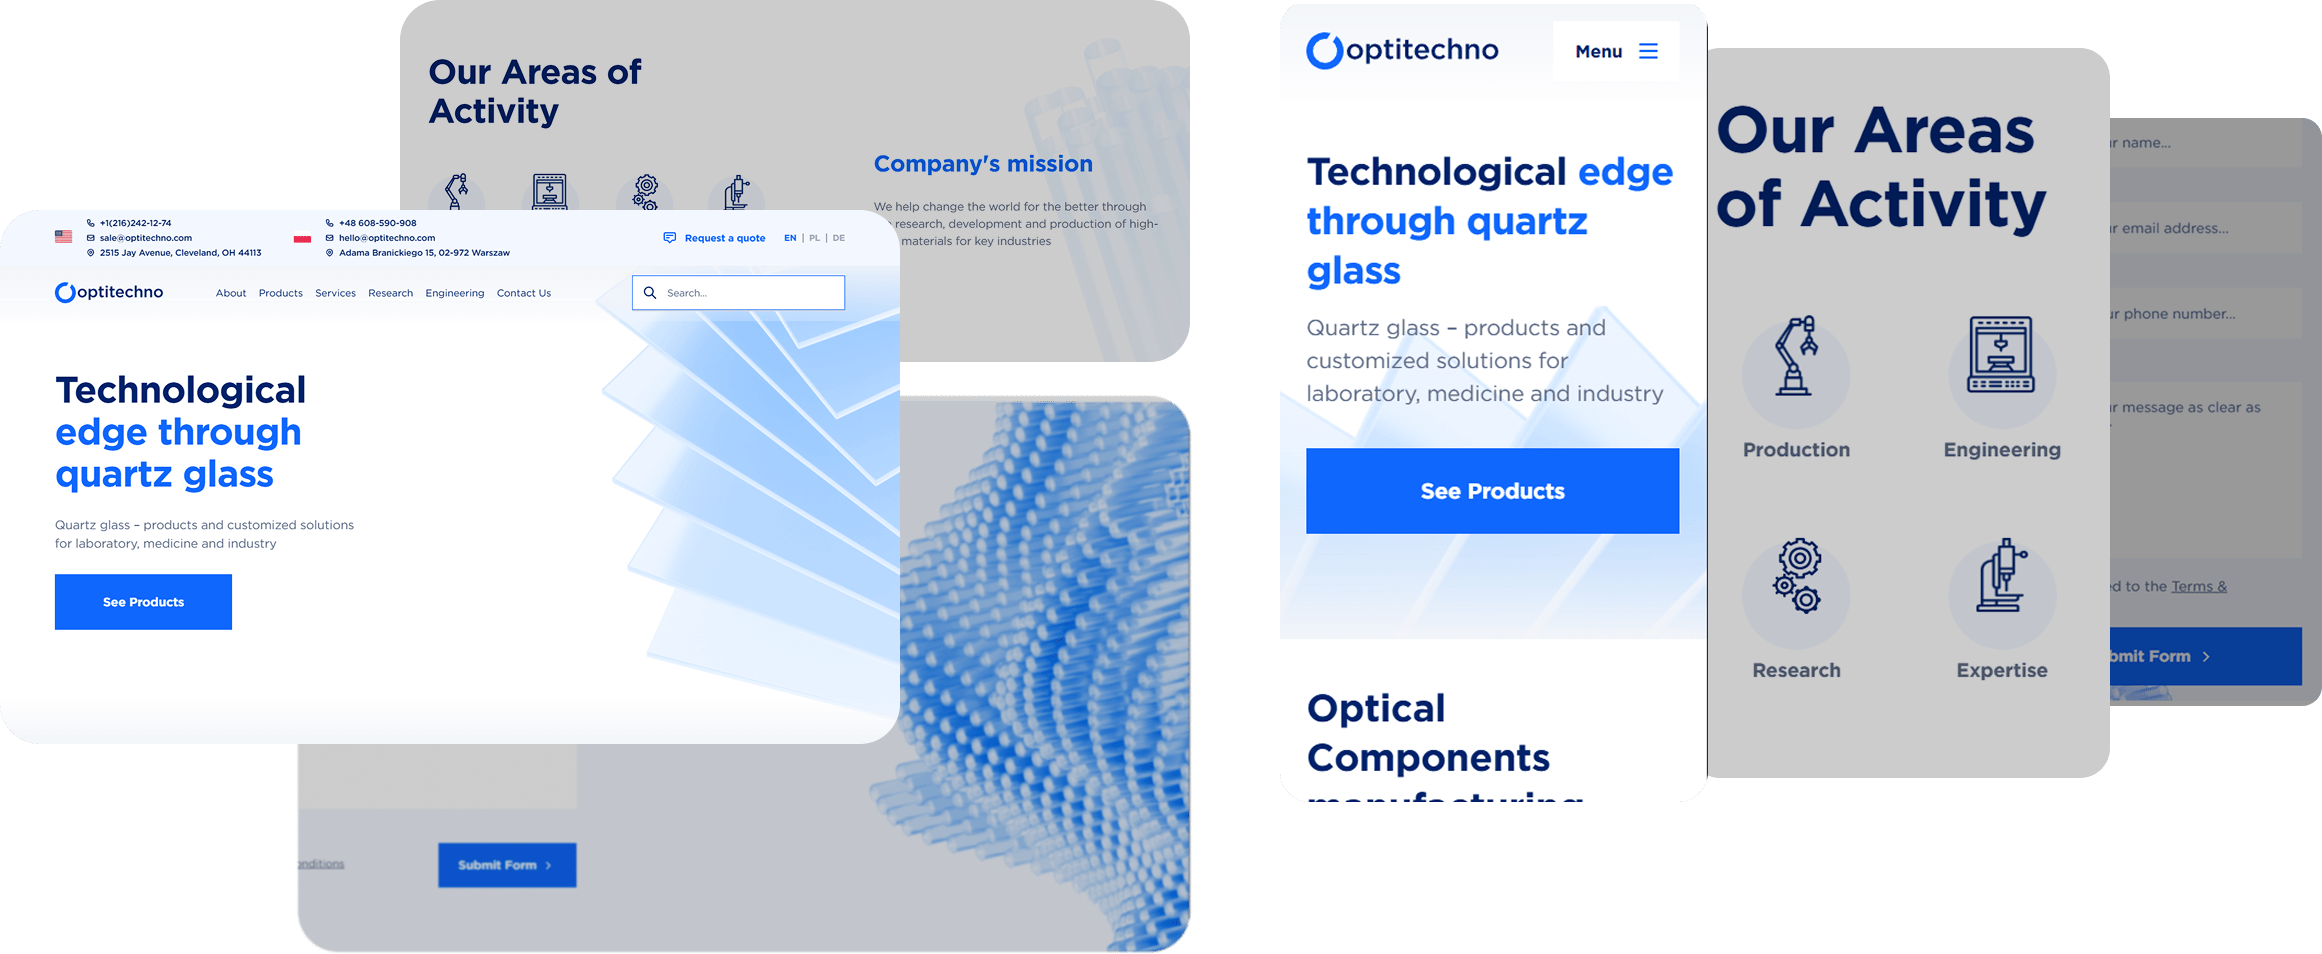 Our Areas of
Activity
Company's mission
We help change the world for the better through
research, development and production of high-
materials for key industries
+1(216)242-12-74
sale@optitechno.com
2515 Jay Avenue, Cleveland, OH 44113
+48 608-590-908
hello@optitechno.com
Adama Branickiego 15, 02-972 Warszaw
Request a quote
EN | PL | DE
optitechno
About Products Services Research Engineering Contact Us
Search...
Technological
edge through
quartz glass
Quartz glass – products and customized solutions
for laboratory, medicine and industry
See Products
Submit Form
optitechno
Menu
Technological edge
through quartz
glass
Quartz glass – products and
customized solutions for
laboratory, medicine and industry
See Products
Optical
Components
manufacturing
Our Areas
of Activity
Production
Engineering
Research
Expertise
name...
email address...
phone number...
message as clear as
to the Terms &
Form